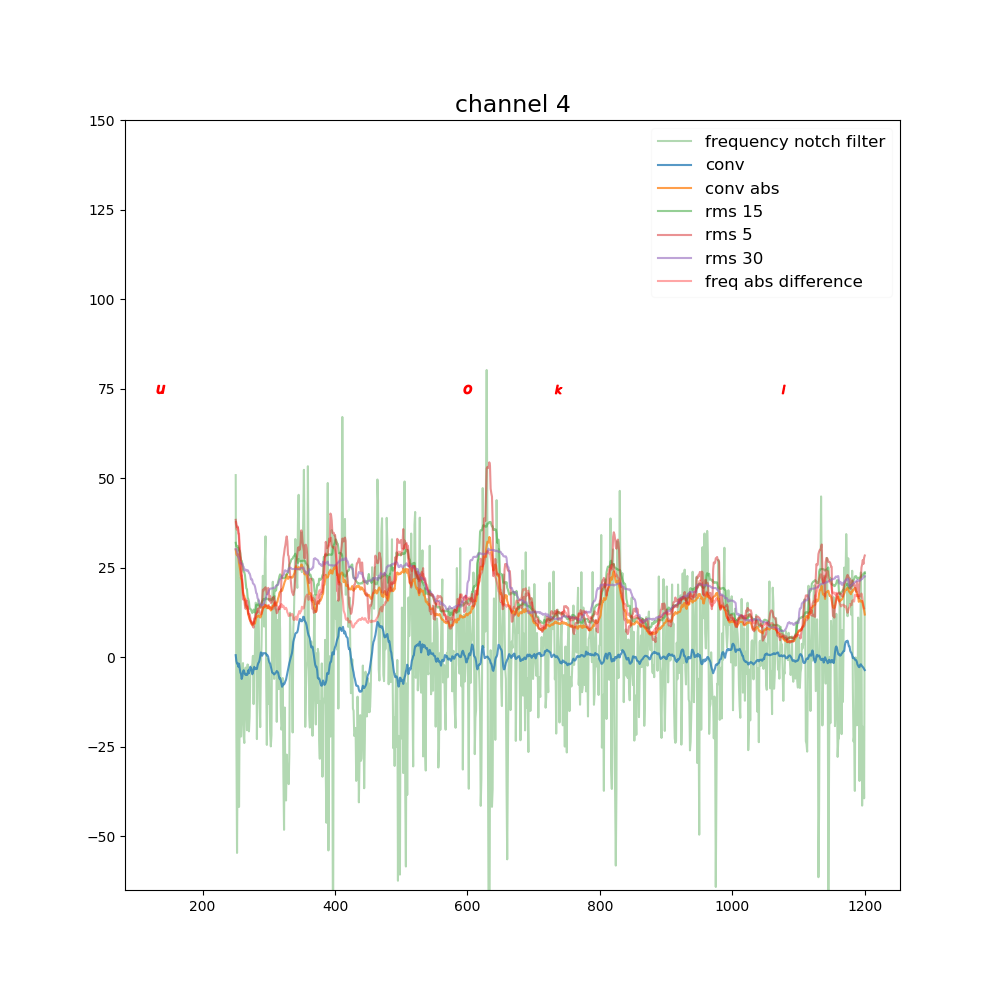 channel 4
150
125
100
75
50
25
0
−25
−50
200
400
600
800
1000
1200
frequency notch filter
conv
conv abs
rms 15
rms 5
rms 30
freq abs difference
u
o
k
l